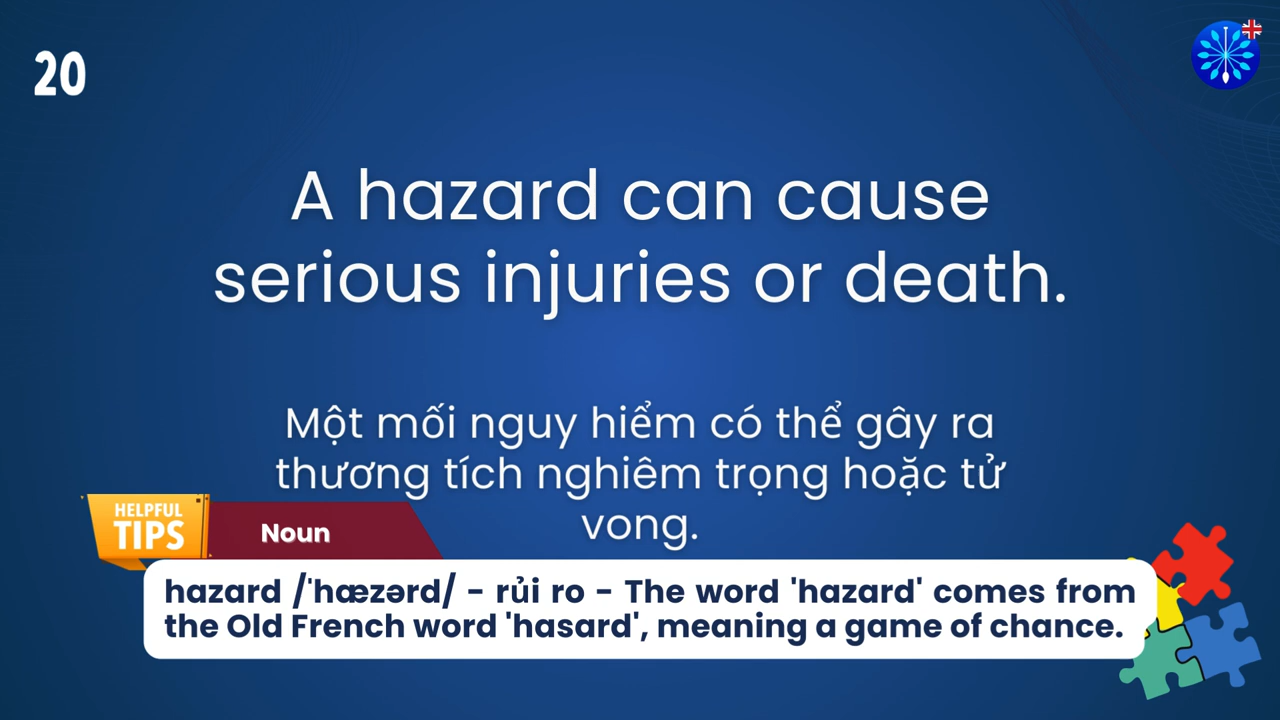 20
A hazard can cause
serious injuries or death.
Một mối nguy hiểm có thể gây ra
thương tích nghiêm trọng hoặc tử
vong.
HELPFUL
TIPS
Noun
hazard /'hæzərd/ - rủi ro - The word 'hazard' comes from
the Old French word 'hasard', meaning a game of chance.